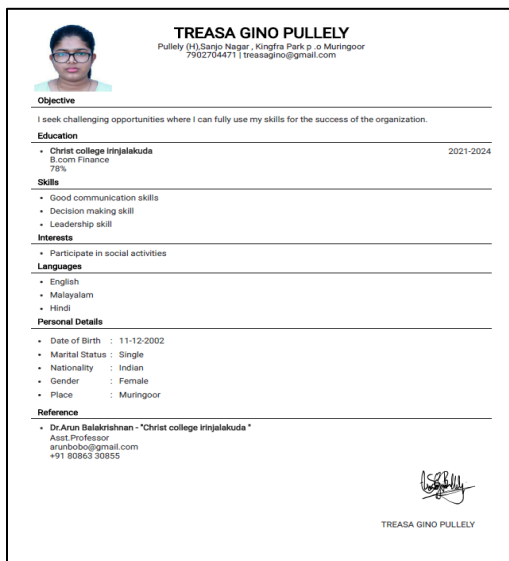 TREASA GINO PULLELY
Pullely (H),Sanjo Nagar , Kingfra Park p .o Muringoor
7902704471 | treasagino@gmail.com
Objective
I seek challenging opportunities where I can fully use my skills for the success of the organization.
Education
• Christ college irinjalakuda 2021-2024
B.com Finance
78%
Skills
• Good communication skills
• Decision making skill
• Leadership skill
Interests
• Participate in social activities
Languages
• English
• Malayalam
• Hindi
Personal Details
• Date of Birth : 11-12-2002
• Marital Status : Single
• Nationality : Indian
• Gender : Female
• Place : Muringoor
Reference
• Dr.Arun Balakrishnan - "Christ college irinjalakuda "
Asst.Professor
arunbobo@gmail.com
+91 80863 30855
TREASA GINO PULLELY